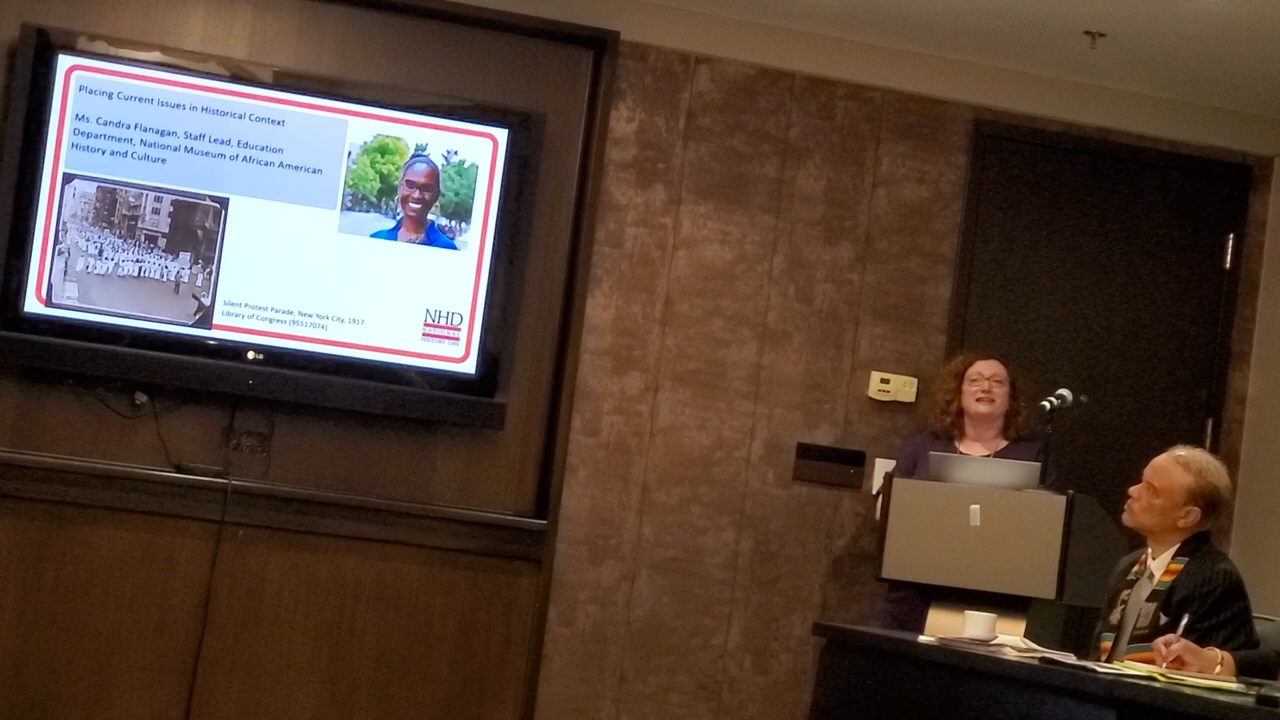 Placing Current Issues in Historical Context
Ms. Candra Flanagan, Staff Lead, Education
Department, National Museum of African American
History and Culture
Silent Protest Parade, New York City, 1917
Library of Congress (95517074)
NHD
NATIONAL
HISTORY DAY
LG